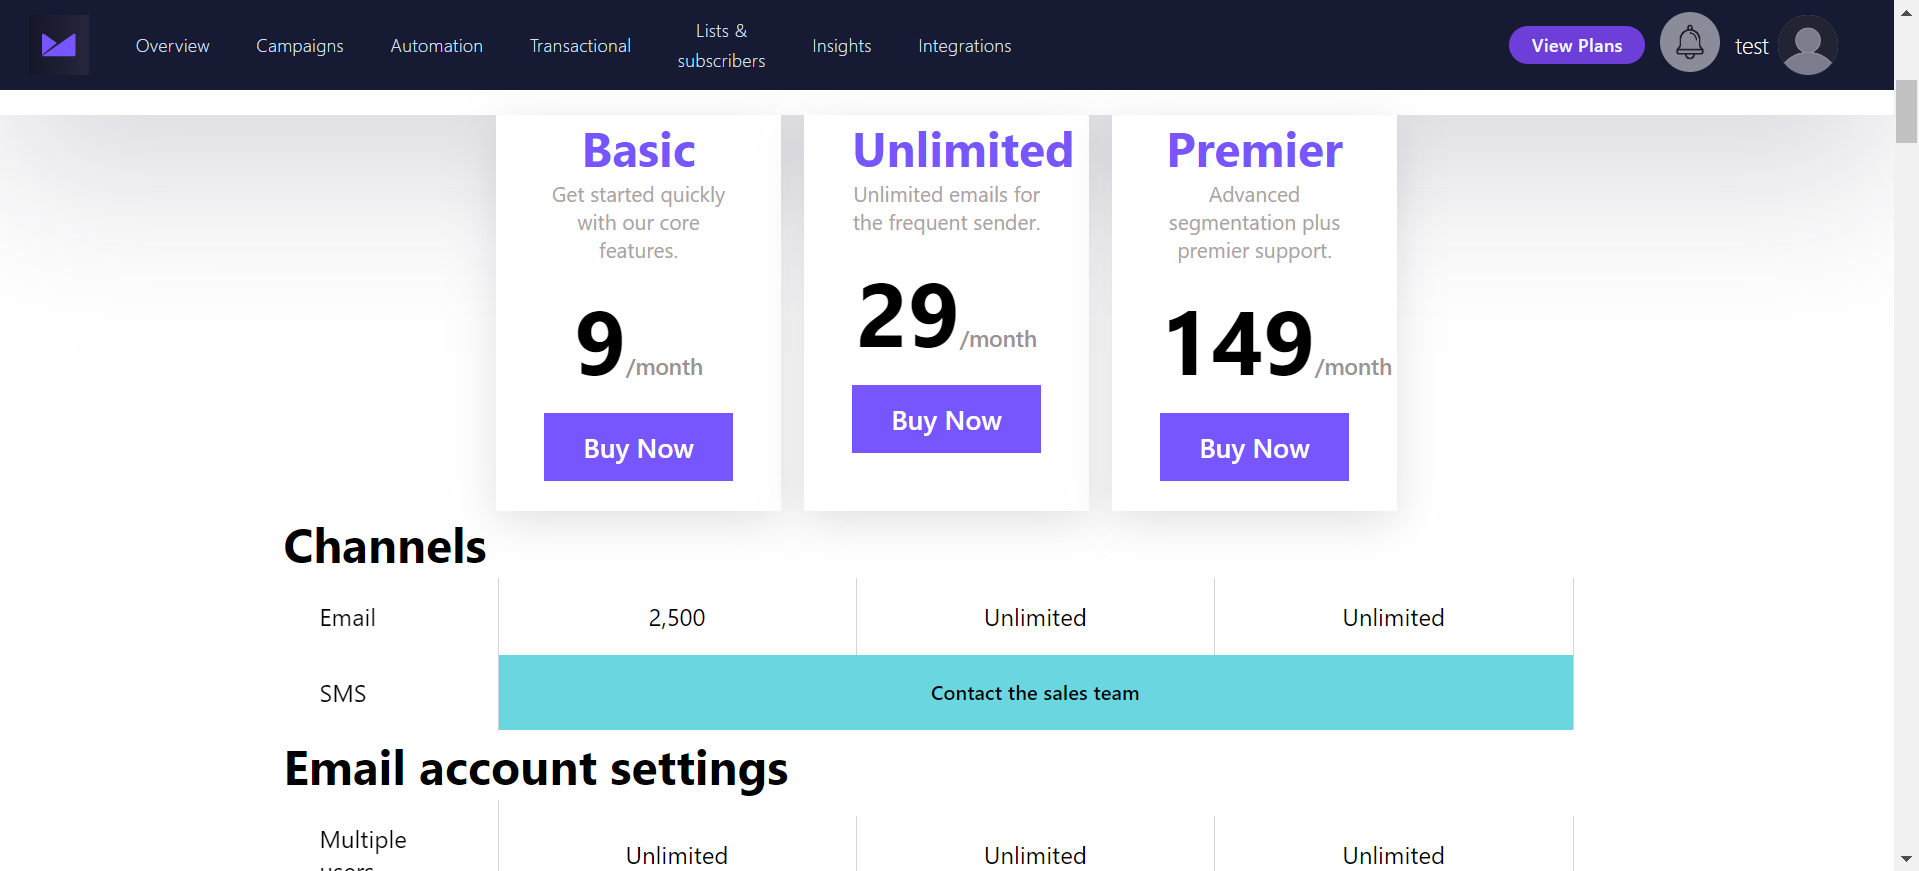 Overview
Campaigns
Automation
Transactional
Lists &
subscribers
Insights
Integrations
View Plans
test
Basic
Get started quickly
with our core
features.
9/month
Buy Now
Unlimited
Unlimited emails for
the frequent sender.
29/month
Buy Now
Premier
Advanced
segmentation plus
premier support.
149/month
Buy Now
Channels
Email
2,500
Unlimited
Unlimited
SMS
Contact the sales team
Email account settings
Multiple
users
Unlimited
Unlimited
Unlimited